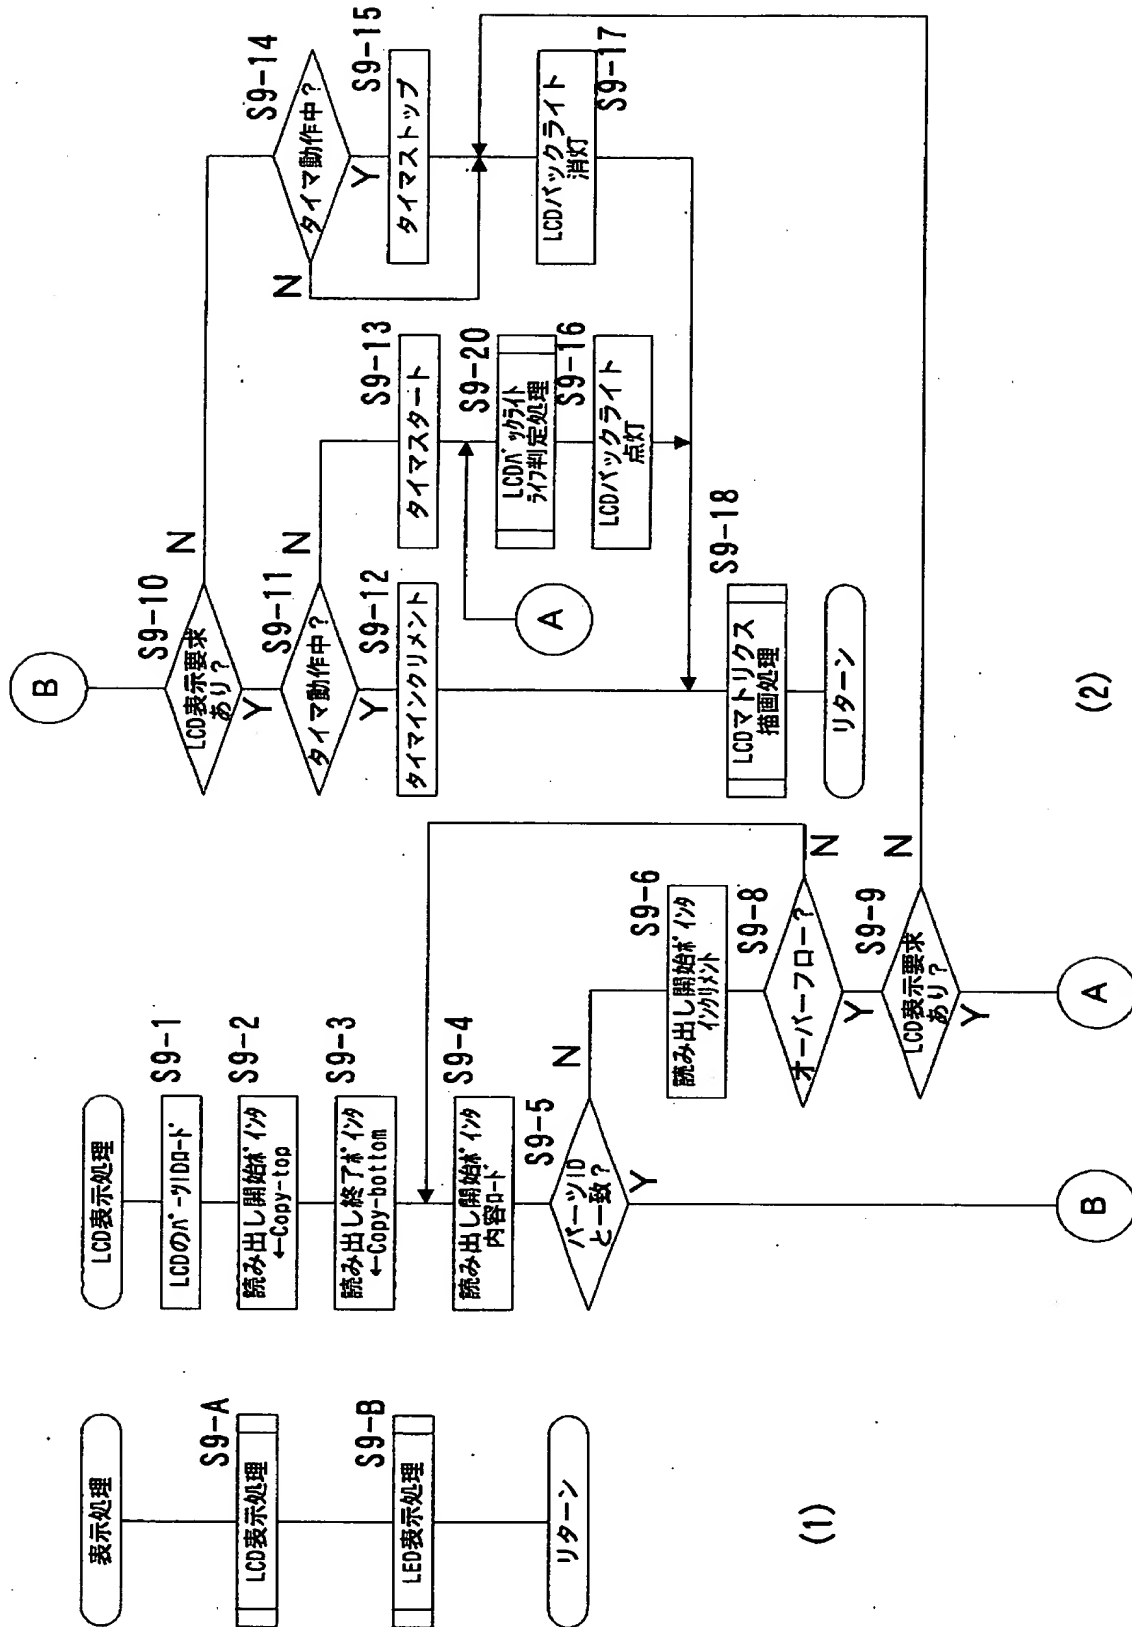 表示処理
S9-A
LCD表示処理
S9-B
LED表示処理
リターン
(1)
LCD表示処理
S9-1
LCDのパーツIDロード
S9-2
読み出し開始ポインタ
←Copy-top
S9-3
読み出し終了ポインタ
←Copy-bottom
S9-4
読み出し開始ポインタ
内容ロード
S9-5
パーツID
と一致?
N
Y
S9-6
読み出し開始ポインタ
インクリメント
S9-8
オーバーフロー?
N
Y
S9-9
LCD表示要求
あり?
N
Y
B
A
B
S9-10
LCD表示要求
あり?
N
Y
S9-11
タイマ動作中?
N
Y
S9-12
タイマインクリメント
S9-13
タイマスタート
A
S9-20
LCDバックライト
ライフ判定処理
S9-16
LCDバックライト
点灯
S9-14
タイマ動作中?
N
Y
S9-15
タイマストップ
S9-17
LCDバックライト
消灯
S9-18
LCDマトリクス
描画処理
リターン
(2)